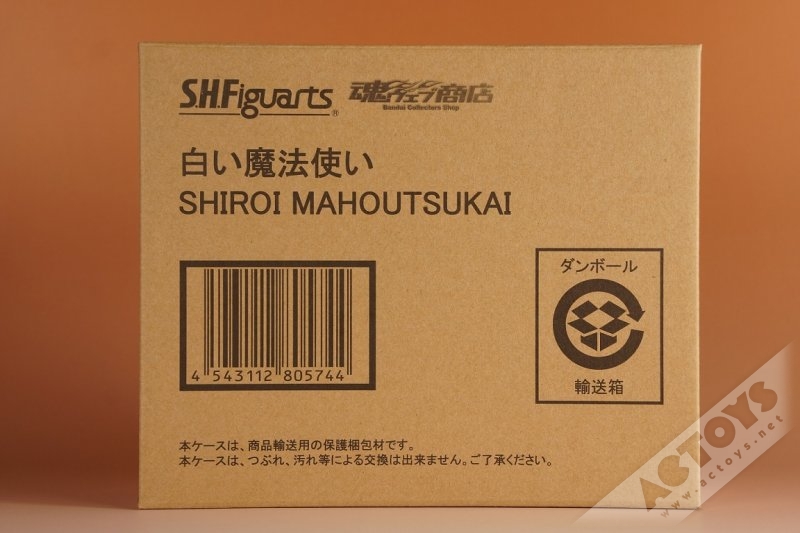 S.H.Figuarts® 魂ウェブ商店
Bandai Collectors Shop
白い魔法使い
SHIROI MAHOUTSUKAI
ダンボール
輸送箱
4 543112 805744
本ケースは、商品輸送用の保護梱包材です。
本ケースは、つぶれ、汚れ等による交換は出来ません。ご了承ください。
ACTOYS
www.actoys.net